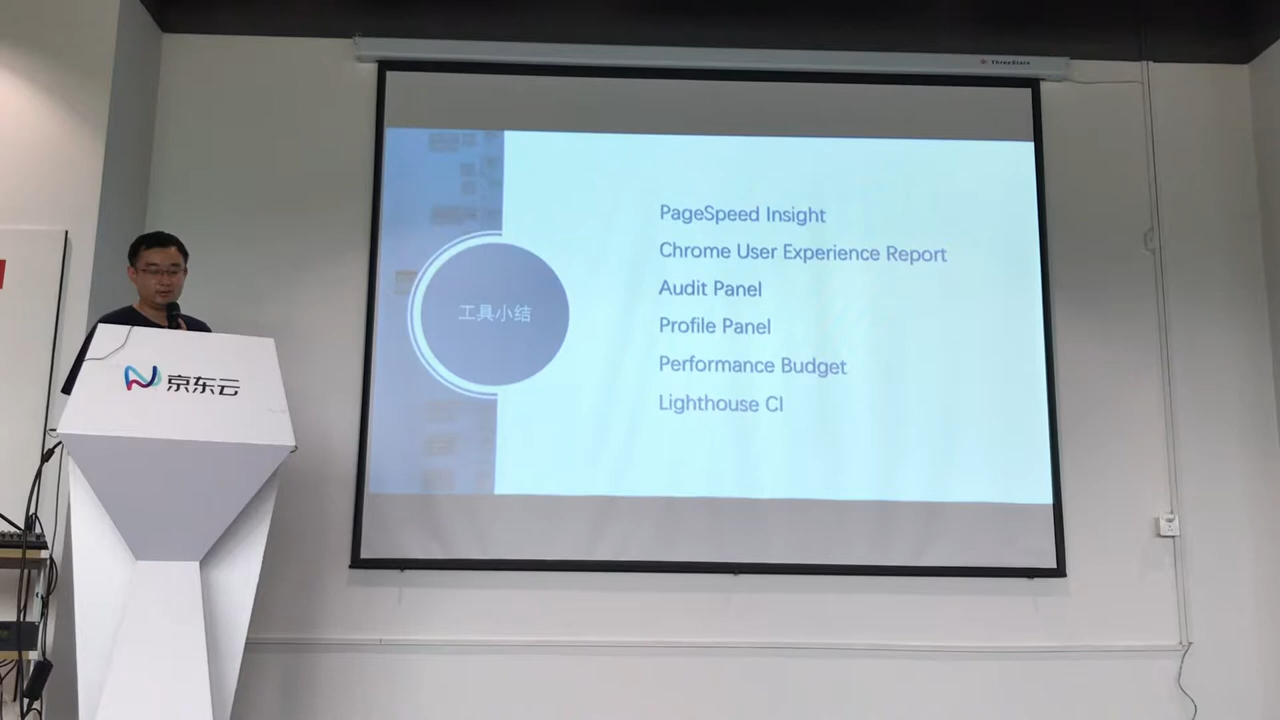 ThreeStars
PageSpeed Insight
Chrome User Experience Report
Audit Panel
Profile Panel
Performance Budget
Lighthouse CI
工具小结
京东云